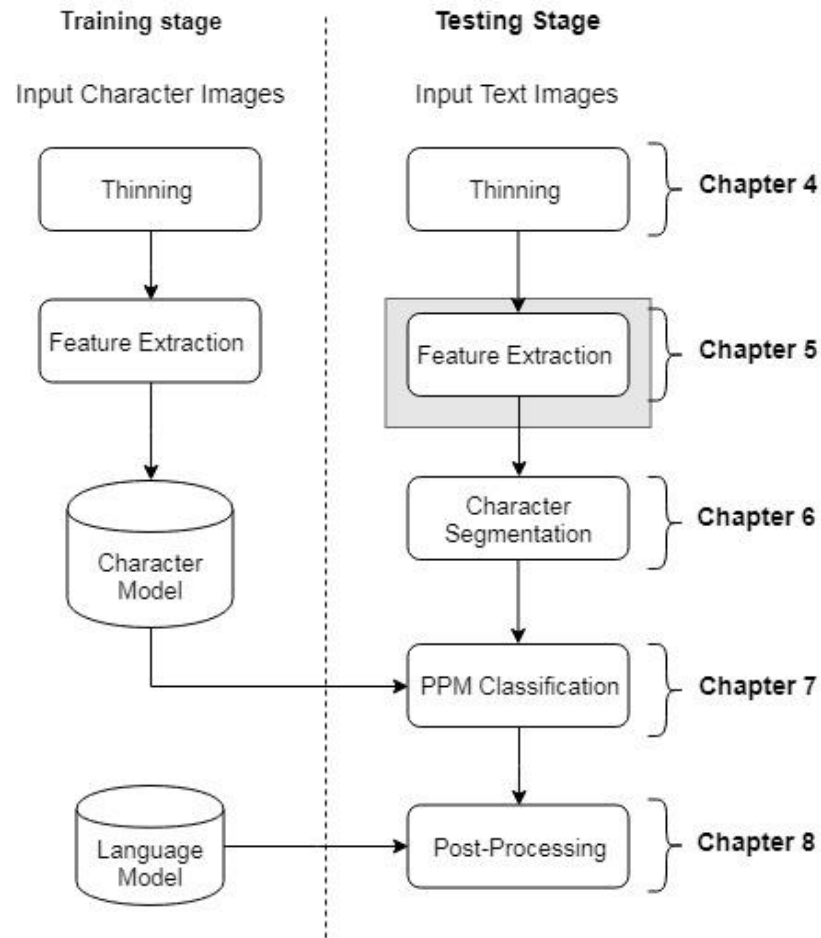 Training stage
Testing Stage
Input Character Images
Input Text Images
Thinning
Thinning
Chapter 4
Feature Extraction
Feature Extraction
Chapter 5
Character
Segmentation
Chapter 6
Character
Model
PPM Classification
Chapter 7
Language
Model
Post-Processing
Chapter 8